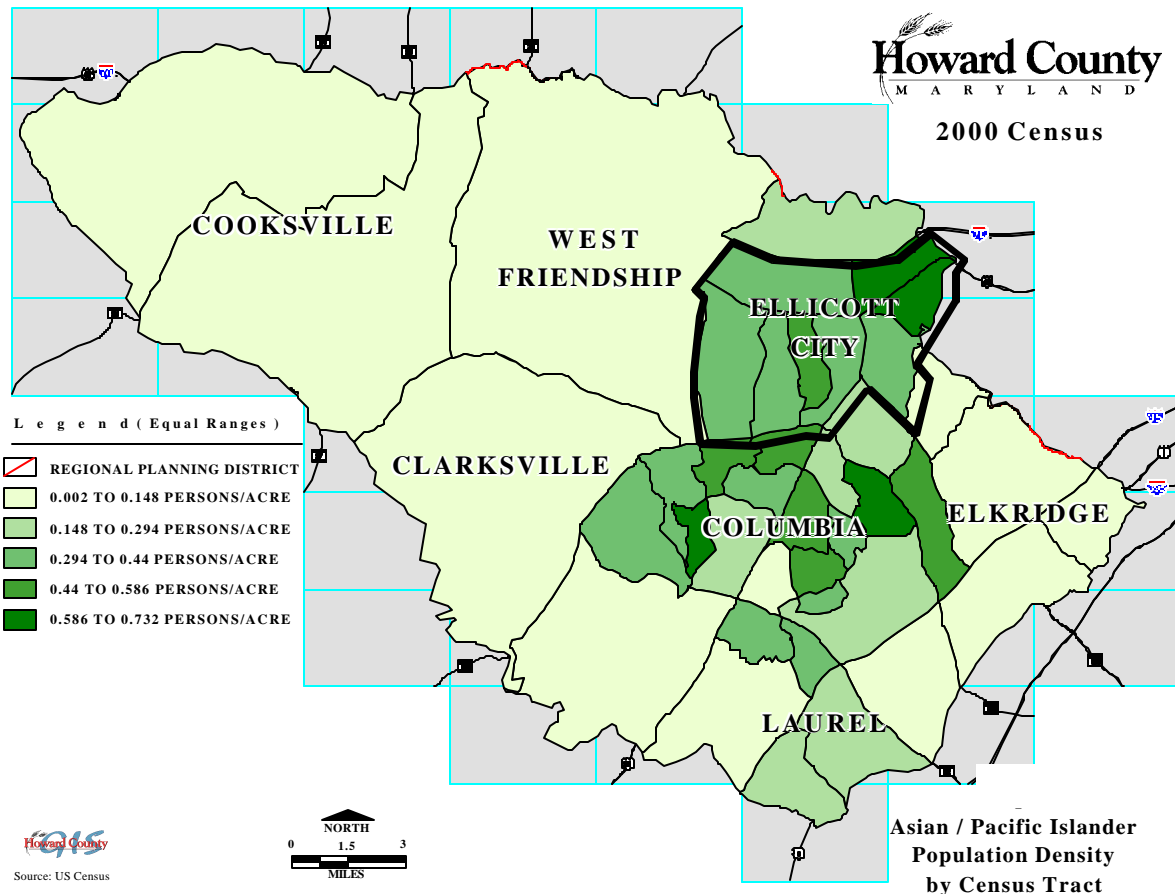 Howard County
MARYLAND
2000 Census
COOKSVILLE
WEST
FRIENDSHIP
ELLICOTT
CITY
CLARKSVILLE
COLUMBIA
ELKRIDGE
LAUREL
Legend (Equal Ranges)
REGIONAL PLANNING DISTRICT
0.002 TO 0.148 PERSONS/ACRE
0.148 TO 0.294 PERSONS/ACRE
0.294 TO 0.44 PERSONS/ACRE
0.44 TO 0.586 PERSONS/ACRE
0.586 TO 0.732 PERSONS/ACRE
Howard County
GIS
Source: US Census
NORTH
0 1.5 3
MILES
Asian / Pacific Islander
Population Density
by Census Tract